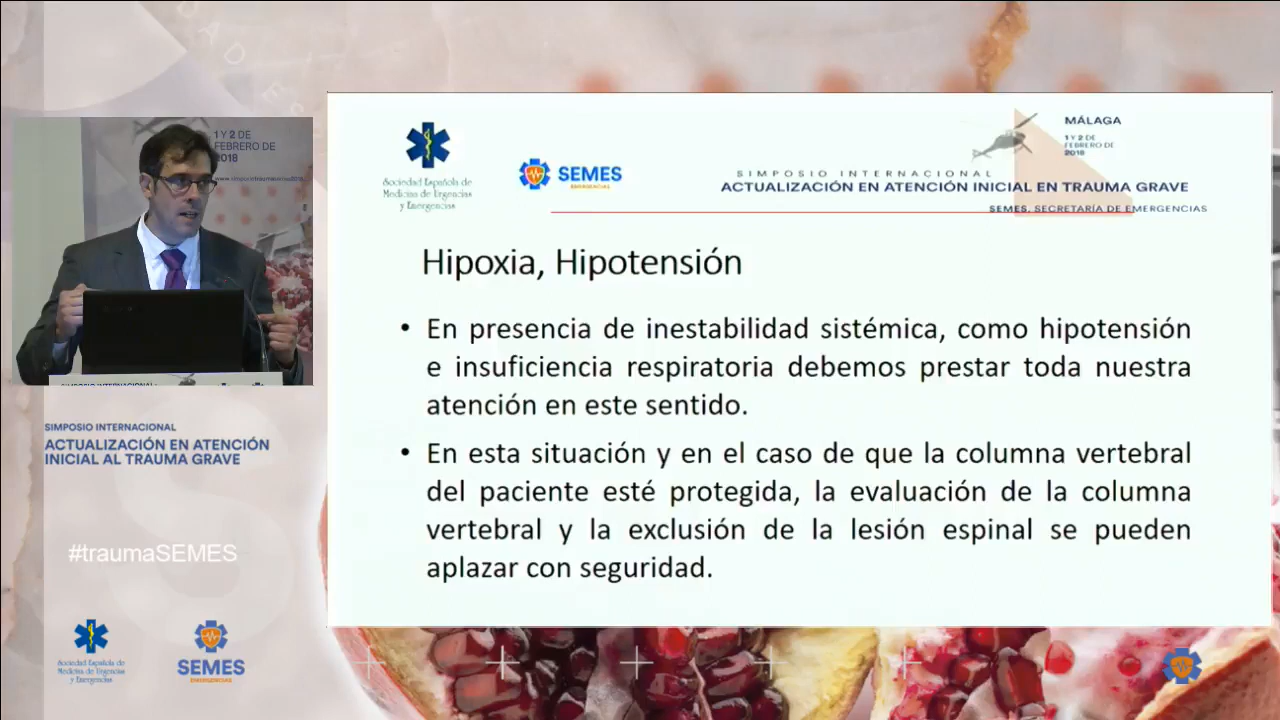 DADES
1 Y 2 DE
FEBRERO DE
2018
SIMPOSIO INTERNACIONAL
ACTUALIZACIÓN EN ATENCIÓN
INICIAL AL TRAUMA GRAVE
#traumaSEMES
Sociedad Española de
Medicina de Urgencias
y Emergencias
SEMES
EMERGENCIAS
Sociedad Española de
Medicina de Urgencias
y Emergencias
SEMES
EMERGENCIAS
MÁLAGA
1 Y 2 DE
FEBRERO DE
2018
SIMPOSIO INTERNACIONAL
ACTUALIZACIÓN EN ATENCIÓN INICIAL EN TRAUMA GRAVE
SEMES. SECRETARÍA DE EMERGENCIAS
Hipoxia, Hipotensión
• En presencia de inestabilidad sistémica, como hipotensión
e insuficiencia respiratoria debemos prestar toda nuestra
atención en este sentido.
• En esta situación y en el caso de que la columna vertebral
del paciente esté protegida, la evaluación de la columna
vertebral y la exclusión de la lesión espinal se pueden
aplazar con seguridad.